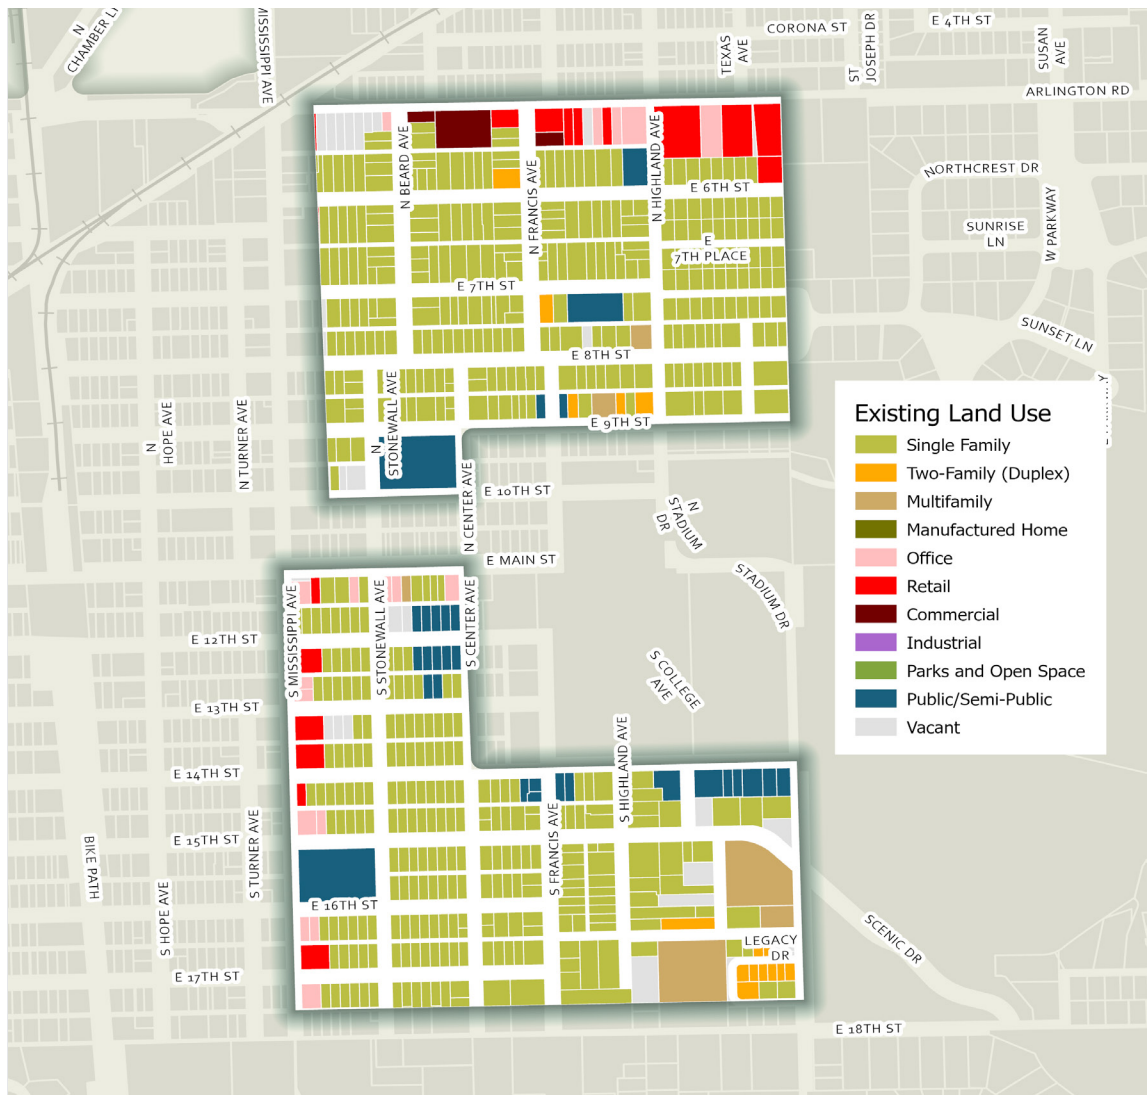 N
CHAMBER LN
MISSISSIPPI AVE
TEXAS
AVE
CORONA ST
ST
JOSEPH DR
E 4TH ST
SUSAN
AVE
ARLINGTON RD
N BEARD AVE
N FRANCIS AVE
N HIGHLAND AVE
E 6TH ST
NORTHCREST DR
W PARKWAY
SUNRISE
LN
E
7TH PLACE
E 7TH ST
SUNSET LN
E 8TH ST
N
HOPE AVE
N TURNER AVE
N
STONEWALL AVE
E 9TH ST
N CENTER AVE
E 10TH ST
N
STADIUM
DR
E MAIN ST
STADIUM DR
Existing Land Use
Single Family
Two-Family (Duplex)
Multifamily
Manufactured Home
Office
Retail
Commercial
Industrial
Parks and Open Space
Public/Semi-Public
Vacant
S MISSISSIPPI AVE
S STONEWALL AVE
S CENTER AVE
E 12TH ST
S COLLEGE
AVE
E 13TH ST
S HIGHLAND AVE
E 14TH ST
BIKE PATH
S TURNER AVE
E 15TH ST
S FRANCIS AVE
S HOPE AVE
E 16TH ST
SCENIC DR
LEGACY
DR
E 17TH ST
E 18TH ST